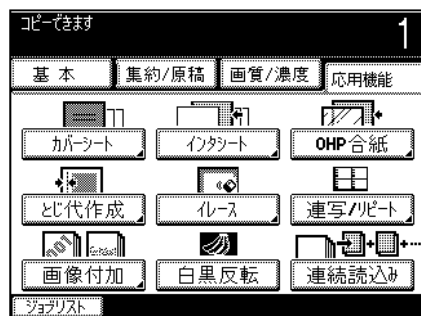 コピーできます 1
基本 集約/原稿 画質/濃度 応用機能
カバーシート インタシート OHP合紙
とじ代作成 イレース 連写/リピート
画像付加 白黒反転 連続読込み
ジョブリスト